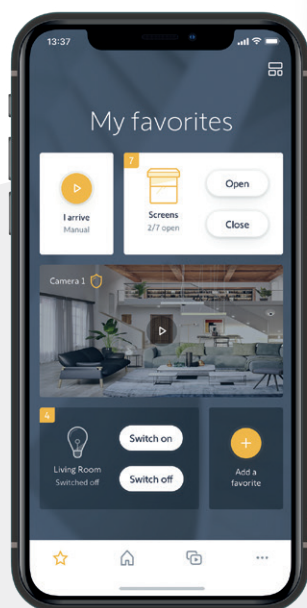 13:37
My favorites
7
I arrive
Manual
Screens
2/7 open
Open
Close
Camera 1
4
Living Room
Switched off
Switch on
Switch off
Add a
favorite